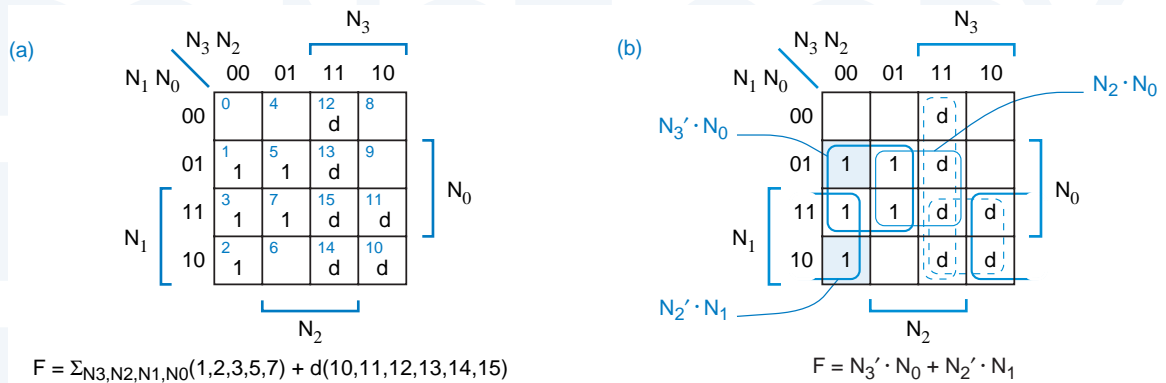 (a)
N3 N2
N3
N1 N0
00 01 11 10
00
0 4 12 8
d
01
1 5 13 9
1 1 d
N0
11
3 7 15 11
1 1 d d
N1
10
2 6 14 10
1 d d
N2
F = ΣN3,N2,N1,N0(1,2,3,5,7) + d(10,11,12,13,14,15)
(b)
N3 N2
N3
N1 N0
00 01 11 10
N2 · N0
00
d
N3′ · N0
01
1 1 d
N0
11
1 1 d d
N1
10
1 d d
N2′ · N1
N2
F = N3′ · N0 + N2′ · N1